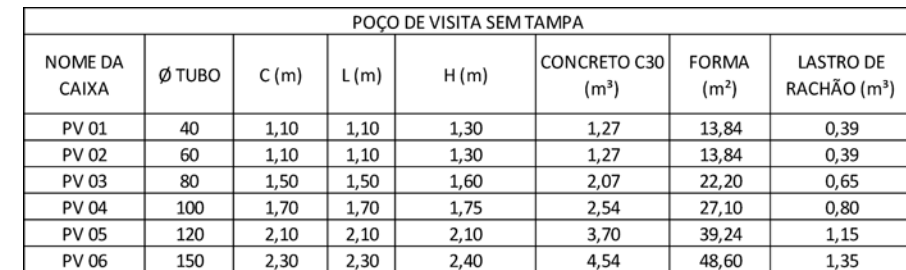 POÇO DE VISITA SEM TAMPA
NOME DA CAIXA Ø TUBO C (m) L (m) H (m) CONCRETO C30 (m³) FORMA (m²) LASTRO DE RACHÃO (m³)
PV 01 40 1,10 1,10 1,30 1,27 13,84 0,39
PV 02 60 1,10 1,10 1,30 1,27 13,84 0,39
PV 03 80 1,50 1,50 1,60 2,07 22,20 0,65
PV 04 100 1,70 1,70 1,75 2,54 27,10 0,80
PV 05 120 2,10 2,10 2,10 3,70 39,24 1,15
PV 06 150 2,30 2,30 2,40 4,54 48,60 1,35